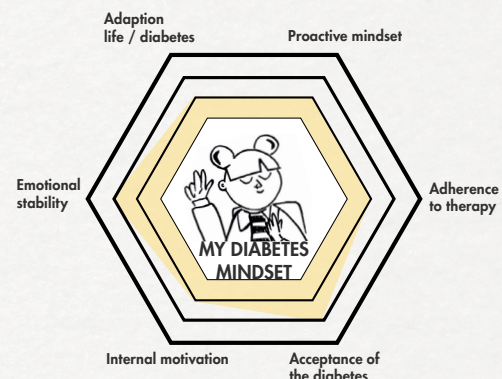 Adaption
life / diabetes
Proactive mindset
Emotional
stability
Adherence
to therapy
MY DIABETES
MINDSET
Internal motivation
Acceptance of
the diabetes